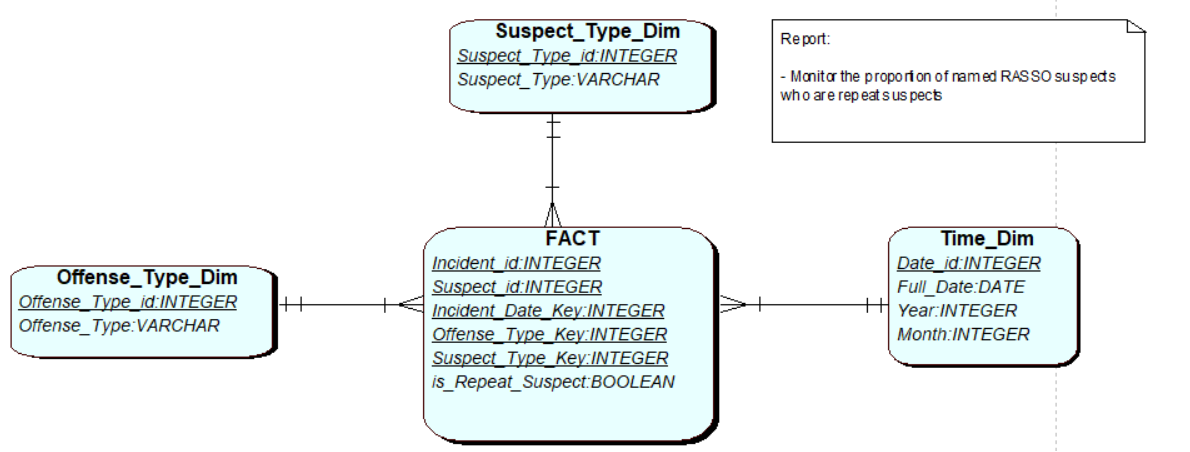 Suspect_Type_Dim
Suspect_Type_id:INTEGER
Suspect_Type:VARCHAR
Report:
- Monitor the proportion of named RASSO suspects
who are repeat suspects
Offense_Type_Dim
Offense_Type_id:INTEGER
Offense_Type:VARCHAR
FACT
Incident_id:INTEGER
Suspect_id:INTEGER
Incident_Date_Key:INTEGER
Offense_Type_Key:INTEGER
Suspect_Type_Key:INTEGER
is_Repeat_Suspect:BOOLEAN
Time_Dim
Date_id:INTEGER
Full_Date:DATE
Year:INTEGER
Month:INTEGER